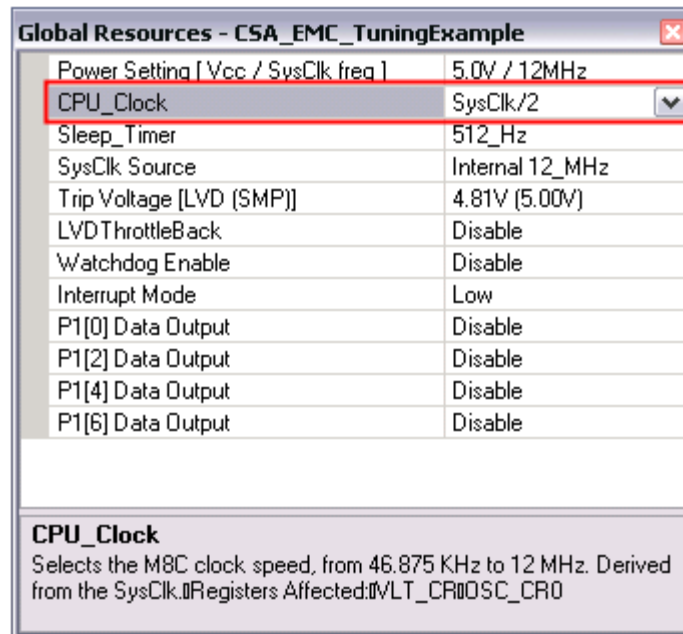 Global Resources - CSA_EMC_TuningExample
Power Setting [ Vcc / SysClk freq ] 5.0V / 12MHz
CPU_Clock SysClk/2
Sleep_Timer 512_Hz
SysClk Source Internal 12_MHz
Trip Voltage [LVD (SMP)] 4.81V (5.00V)
LVDThrottleBack Disable
Watchdog Enable Disable
Interrupt Mode Low
P1[0] Data Output Disable
P1[2] Data Output Disable
P1[4] Data Output Disable
P1[6] Data Output Disable
CPU_Clock
Selects the M8C clock speed, from 46.875 KHz to 12 MHz. Derived
from the SysClk.▯Registers Affected:▯VLT_CR▯OSC_CR0